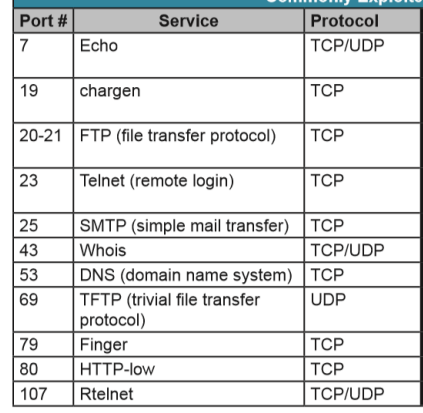 Commonly Exploite
Port # Service Protocol
7 Echo TCP/UDP
19 chargen TCP
20-21 FTP (file transfer protocol) TCP
23 Telnet (remote login) TCP
25 SMTP (simple mail transfer) TCP
43 Whois TCP/UDP
53 DNS (domain name system) TCP
69 TFTP (trivial file transfer UDP
protocol)
79 Finger TCP
80 HTTP-low TCP
107 Rtelnet TCP/UDP